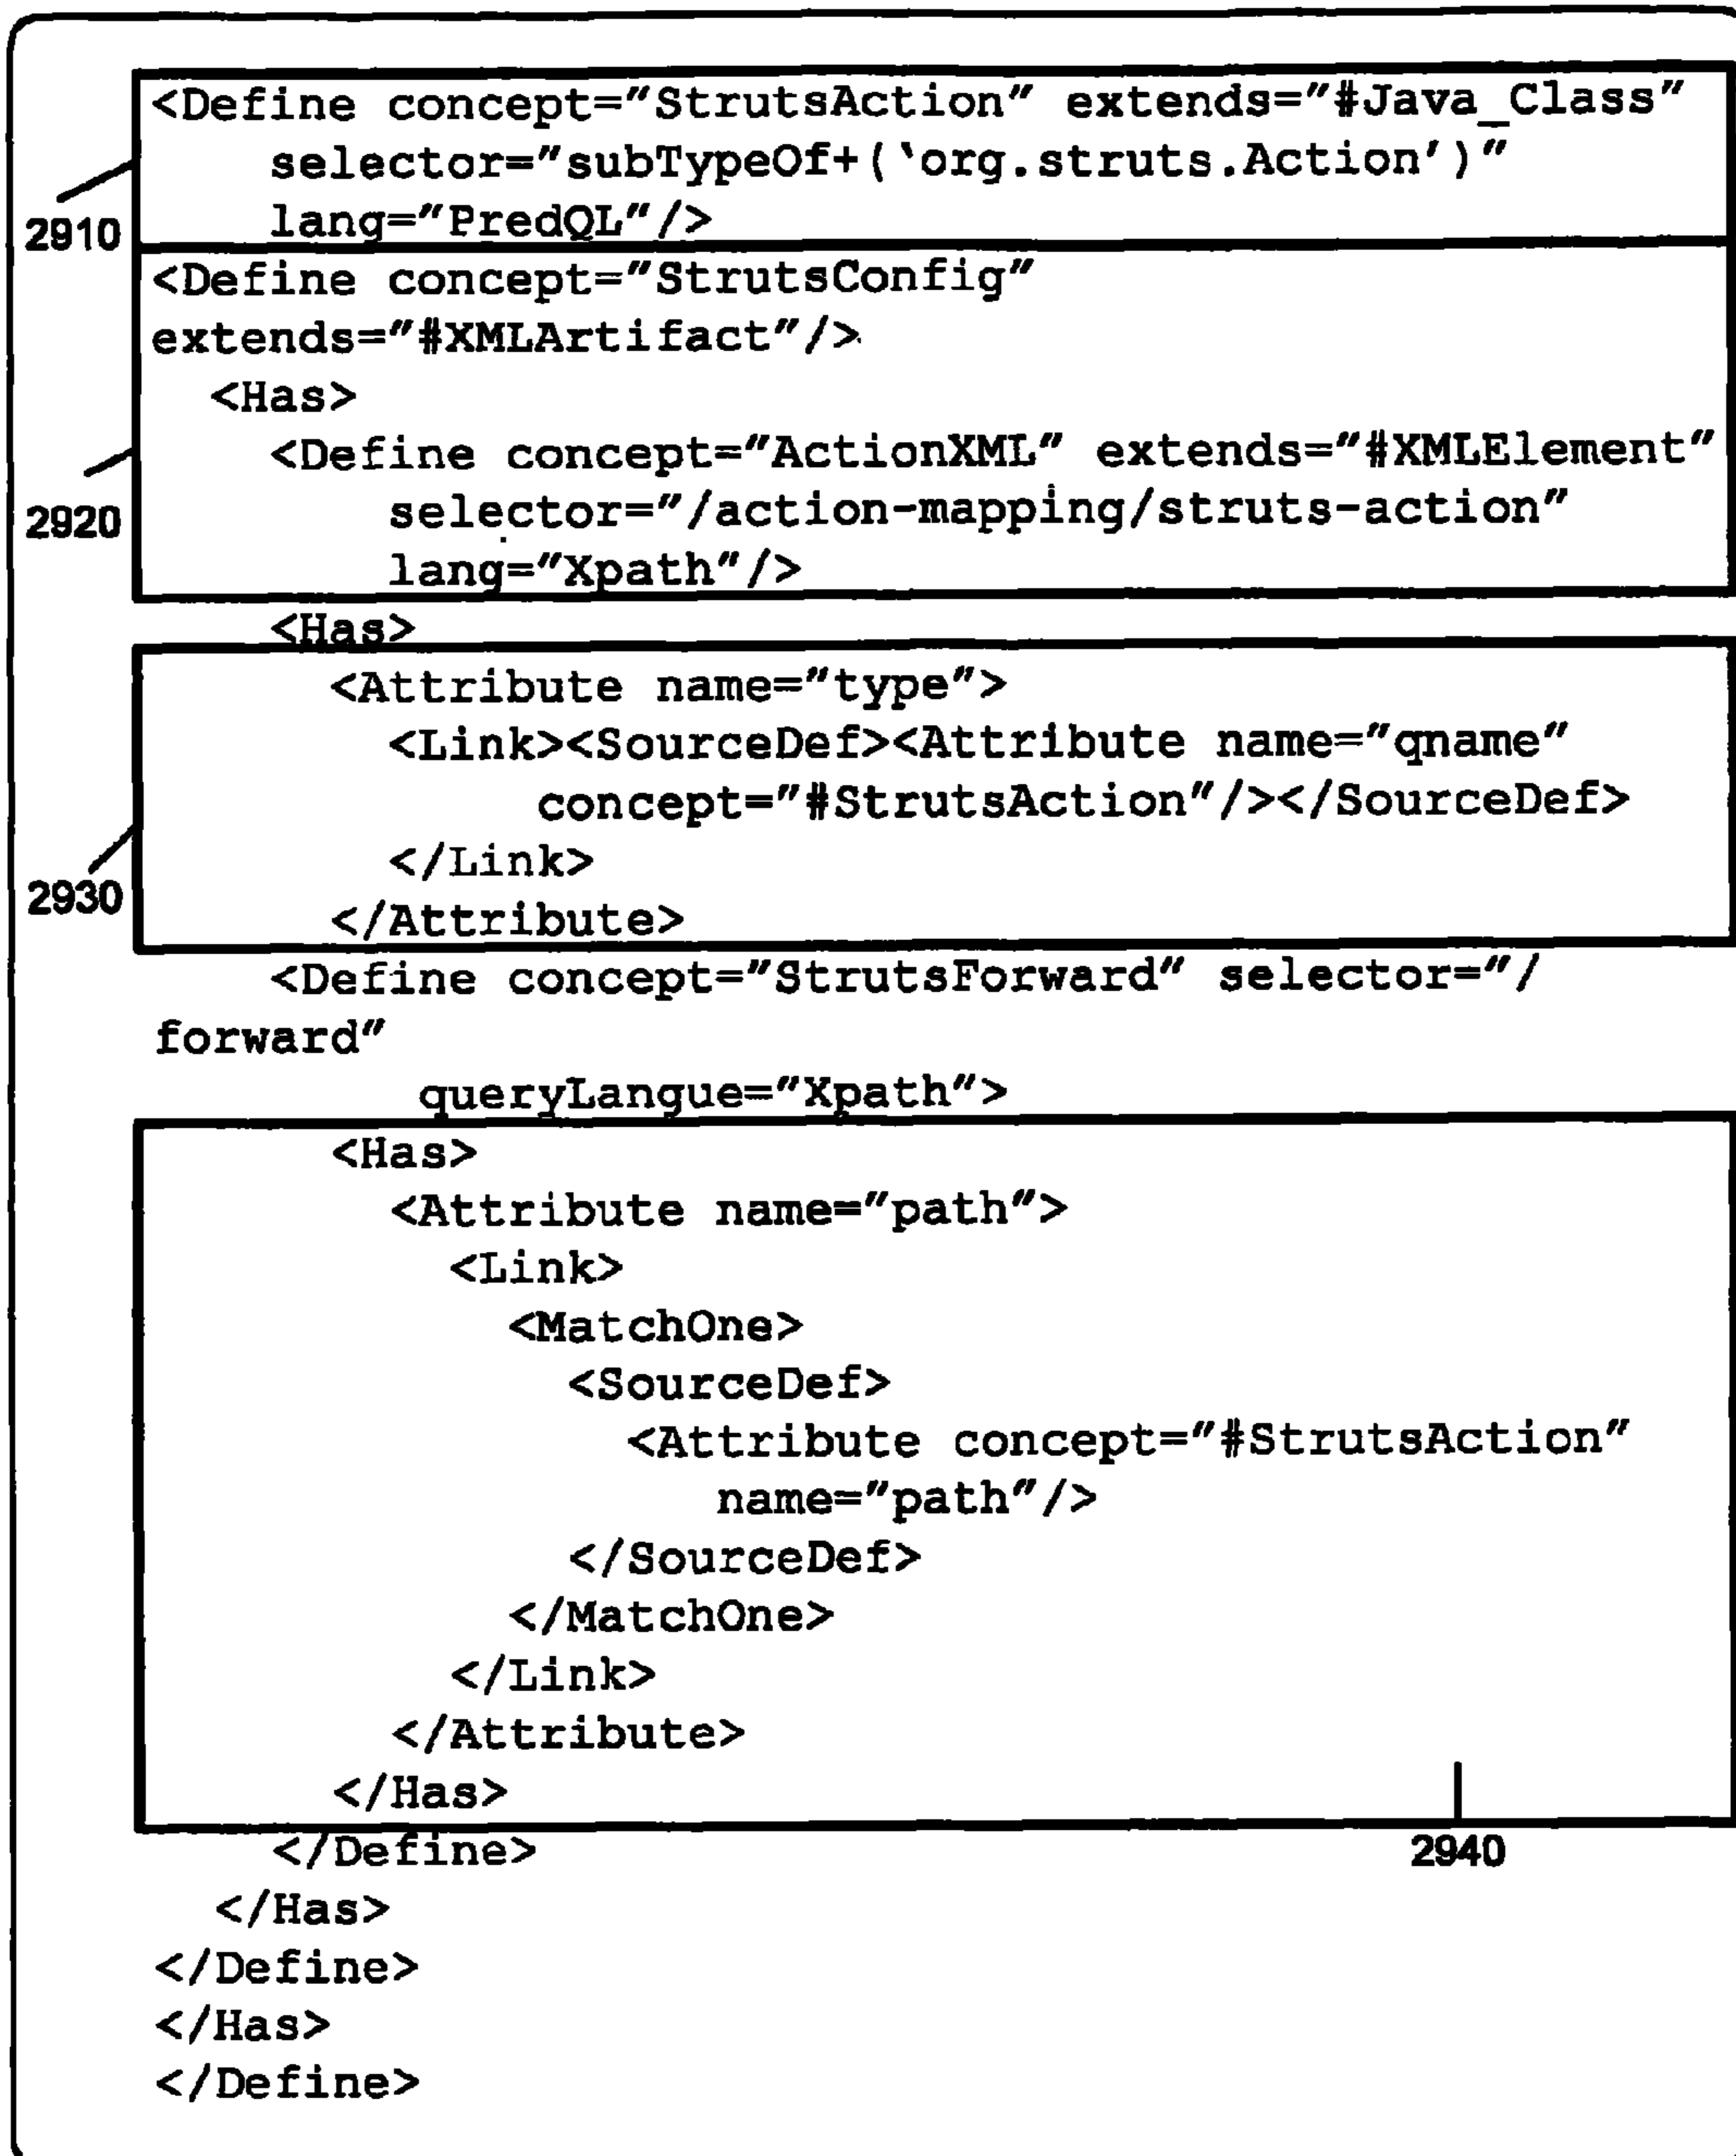 <Define concept="StrutsAction" extends="#Java_Class"
selector="subTypeOf+(‵org.struts.Action')"
lang="PredQL"/>
2910
<Define concept="StrutsConfig"
extends="#XMLArtifact"/>
<Has>
<Define concept="ActionXML" extends="#XMLElement"
selector="/action-mapping/struts-action"
2920
lang="Xpath"/>
<Has>
<Attribute name="type">
<Link><SourceDef><Attribute name="qname"
concept="#StrutsAction"/></SourceDef>
</Link>
2930
</Attribute>
<Define concept="StrutsForward" selector="/
forward"
queryLangue="Xpath">
<Has>
<Attribute name="path">
<Link>
<MatchOne>
<SourceDef>
<Attribute concept="#StrutsAction"
name="path"/>
</SourceDef>
</MatchOne>
</Link>
</Attribute>
</Has>
</Define>
2940
</Has>
</Define>
</Has>
</Define>